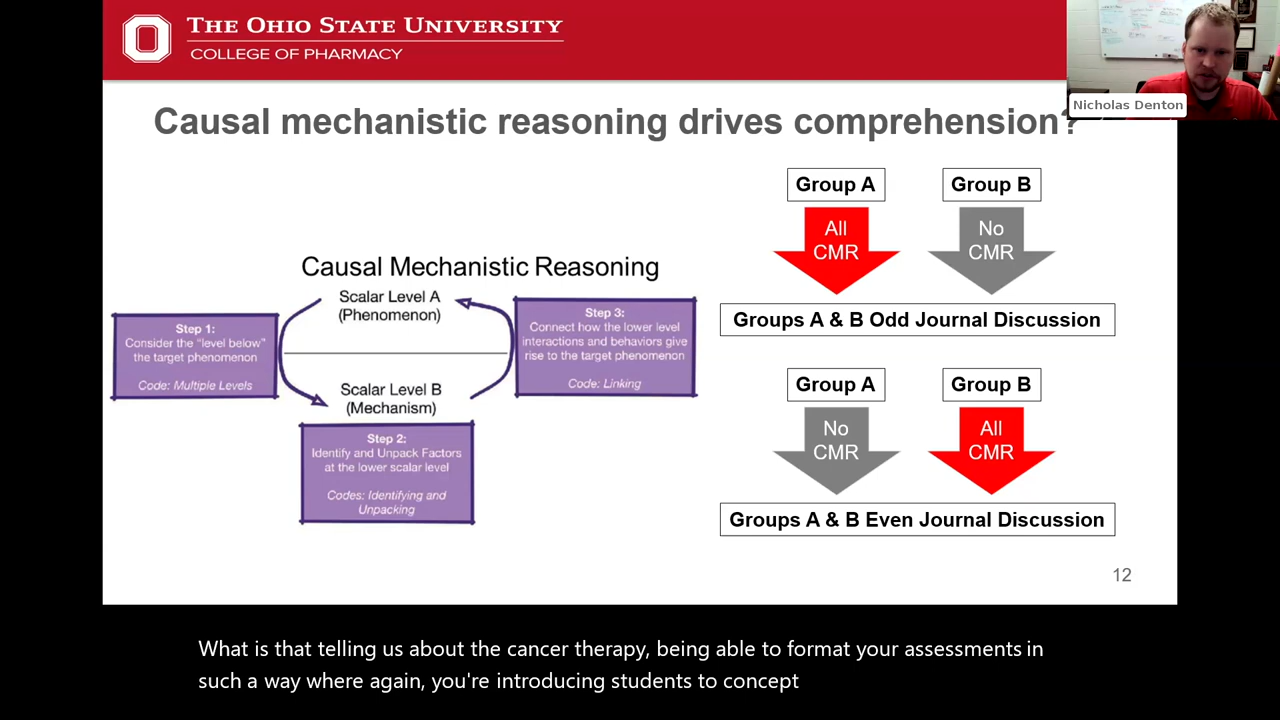 THE OHIO STATE UNIVERSITY
COLLEGE OF PHARMACY
Nicholas Denton
Causal mechanistic reasoning drives comprehension?
Causal Mechanistic Reasoning
Scalar Level A
(Phenomenon)
Step 1:
Consider the "level below"
the target phenomenon
Code: Multiple Levels
Step 3:
Connect how the lower level
interactions and behaviors give
rise to the target phenomenon
Code: Linking
Scalar Level B
(Mechanism)
Step 2:
Identify and Unpack Factors
at the lower scalar level
Codes: Identifying and
Unpacking
Group A
Group B
All
CMR
No
CMR
Groups A & B Odd Journal Discussion
Group A
Group B
No
CMR
All
CMR
Groups A & B Even Journal Discussion
12
What is that telling us about the cancer therapy, being able to format your assessments in
such a way where again, you're introducing students to concept